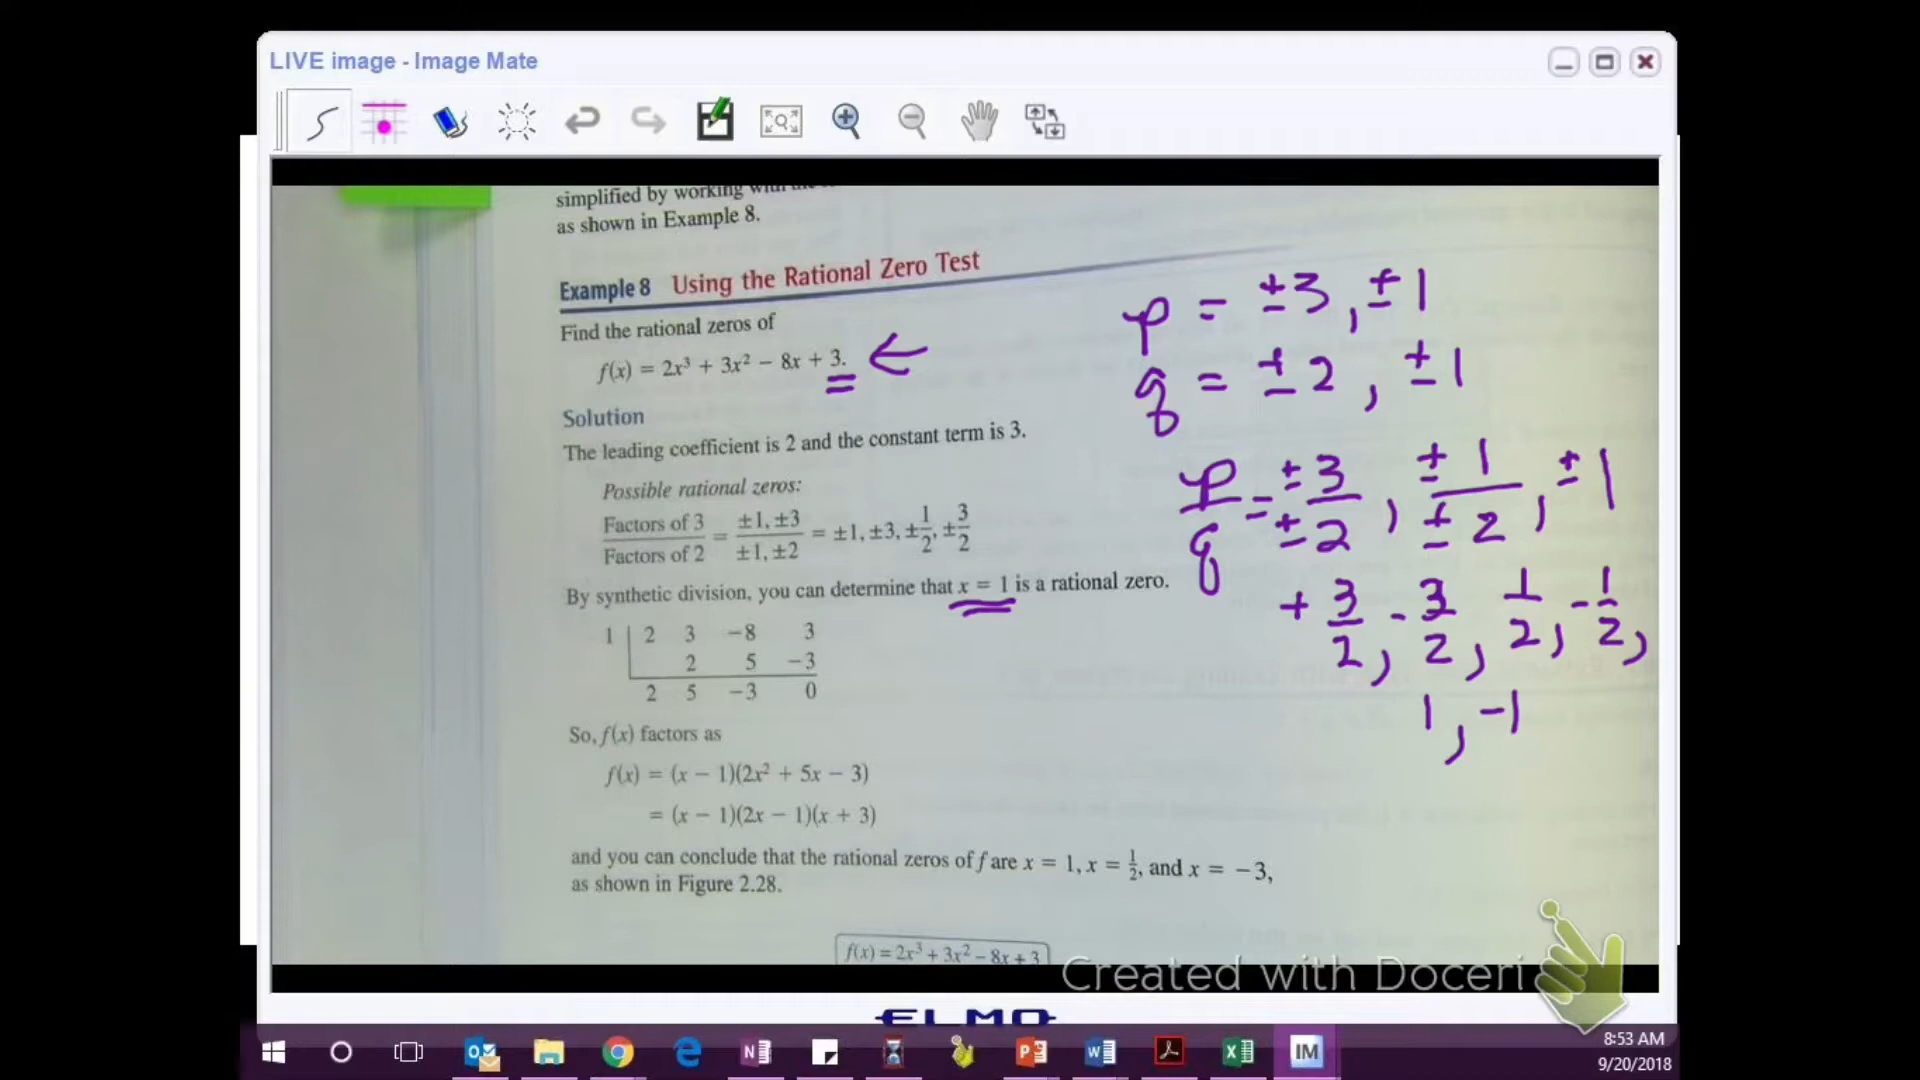 LIVE image - Image Mate
simplified by working with the
as shown in Example 8.
Example 8 Using the Rational Zero Test
Find the rational zeros of
f(x) = 2x³ + 3x² − 8x + 3.
Solution
The leading coefficient is 2 and the constant term is 3.
Possible rational zeros:
Factors of 3 / Factors of 2 = ±1, ±3 / ±1, ±2 = ±1, ±3, ±1/2, ±3/2
By synthetic division, you can determine that x = 1 is a rational zero.
1 | 2 3 −8 3
2 5 −3
2 5 −3 0
So, f(x) factors as
f(x) = (x − 1)(2x² + 5x − 3)
= (x − 1)(2x − 1)(x + 3)
and you can conclude that the rational zeros of f are x = 1, x = 1/2, and x = −3,
as shown in Figure 2.28.
f(x) = 2x³ + 3x² − 8x + 3
p = ±3, ±1
q = ±2, ±1
p/q = ±3/±2, ±1/±2, ±1
+3/2, -3/2, 1/2, -1/2,
1, -1
Created with Doceri
ELMO
8:53 AM
9/20/2018
IM